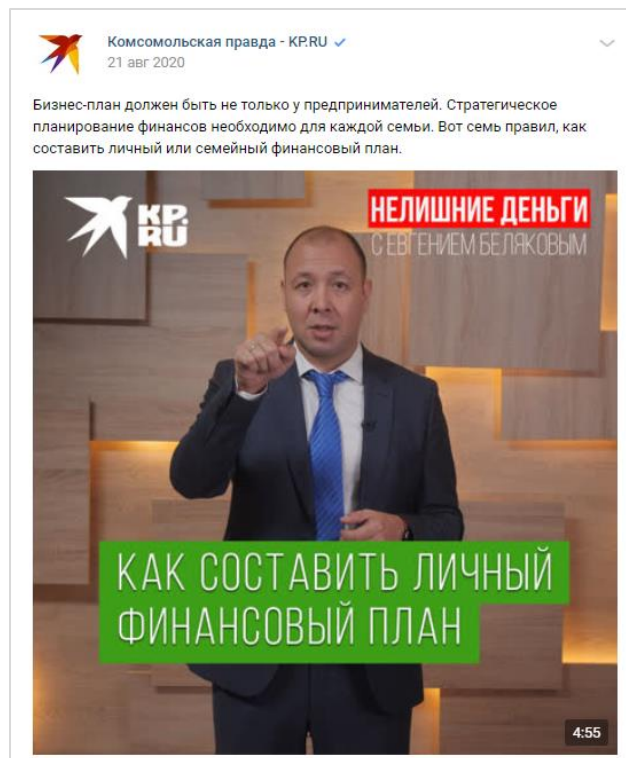 Комсомольская правда - KP.RU
21 авг 2020
Бизнес-план должен быть не только у предпринимателей. Стратегическое
планирование финансов необходимо для каждой семьи. Вот семь правил, как
составить личный или семейный финансовый план.
KP.
RU
НЕЛИШНИЕ ДЕНЬГИ
С ЕВГЕНИЕМ БЕЛЯКОВЫМ
КАК СОСТАВИТЬ ЛИЧНЫЙ
ФИНАНСОВЫЙ ПЛАН
4:55